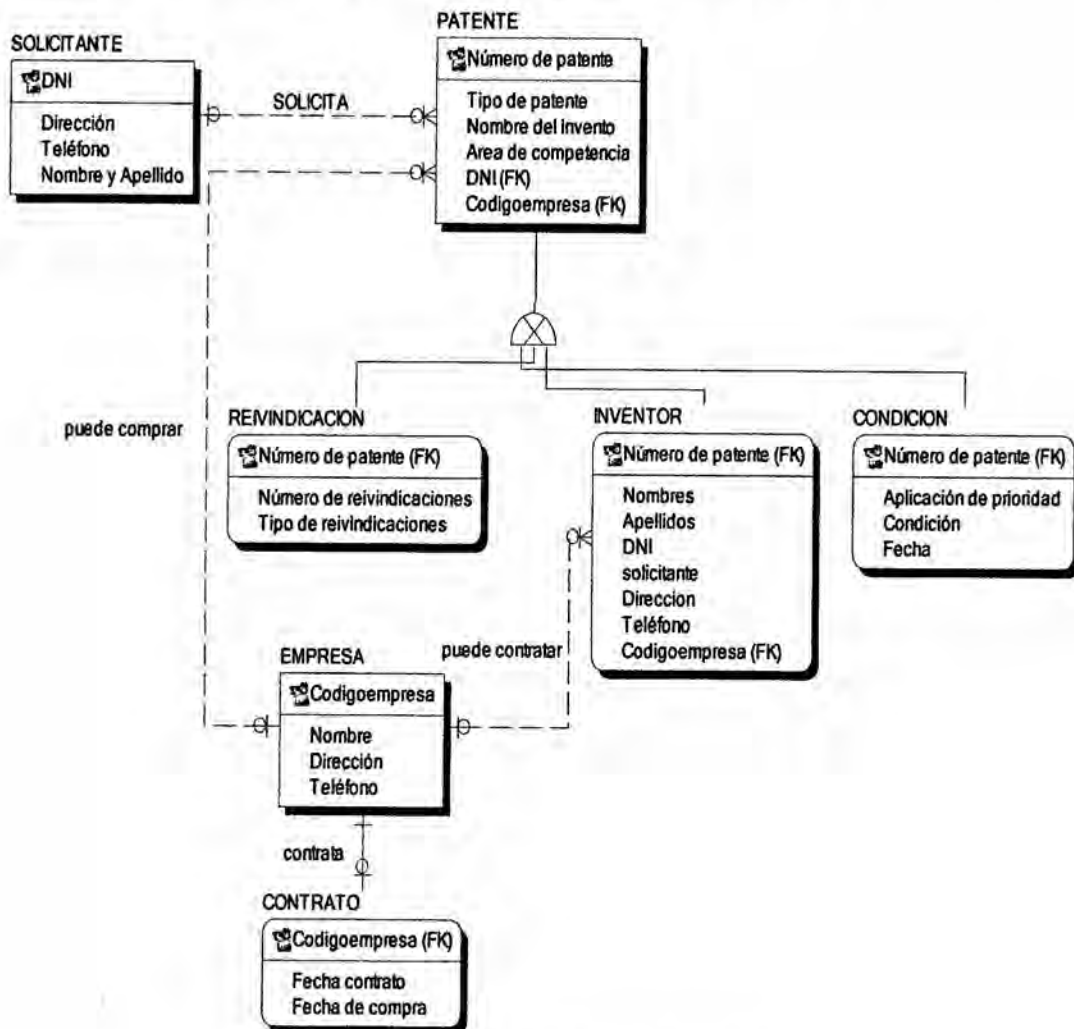 PATENTE
Número de patente
Tipo de patente
Nombre del invento
Area de competencia
DNI (FK)
Codigoempresa (FK)
SOLICITANTE
DNI
Dirección
Teléfono
Nombre y Apellido
SOLICITA
puede comprar
REIVINDICACION
Número de patente (FK)
Número de reivindicaciones
Tipo de reivindicaciones
INVENTOR
Número de patente (FK)
Nombres
Apellidos
DNI
solicitante
Direccion
Teléfono
Codigoempresa (FK)
CONDICION
Número de patente (FK)
Aplicación de prioridad
Condición
Fecha
puede contratar
EMPRESA
Codigoempresa
Nombre
Dirección
Teléfono
contrata
CONTRATO
Codigoempresa (FK)
Fecha contrato
Fecha de compra